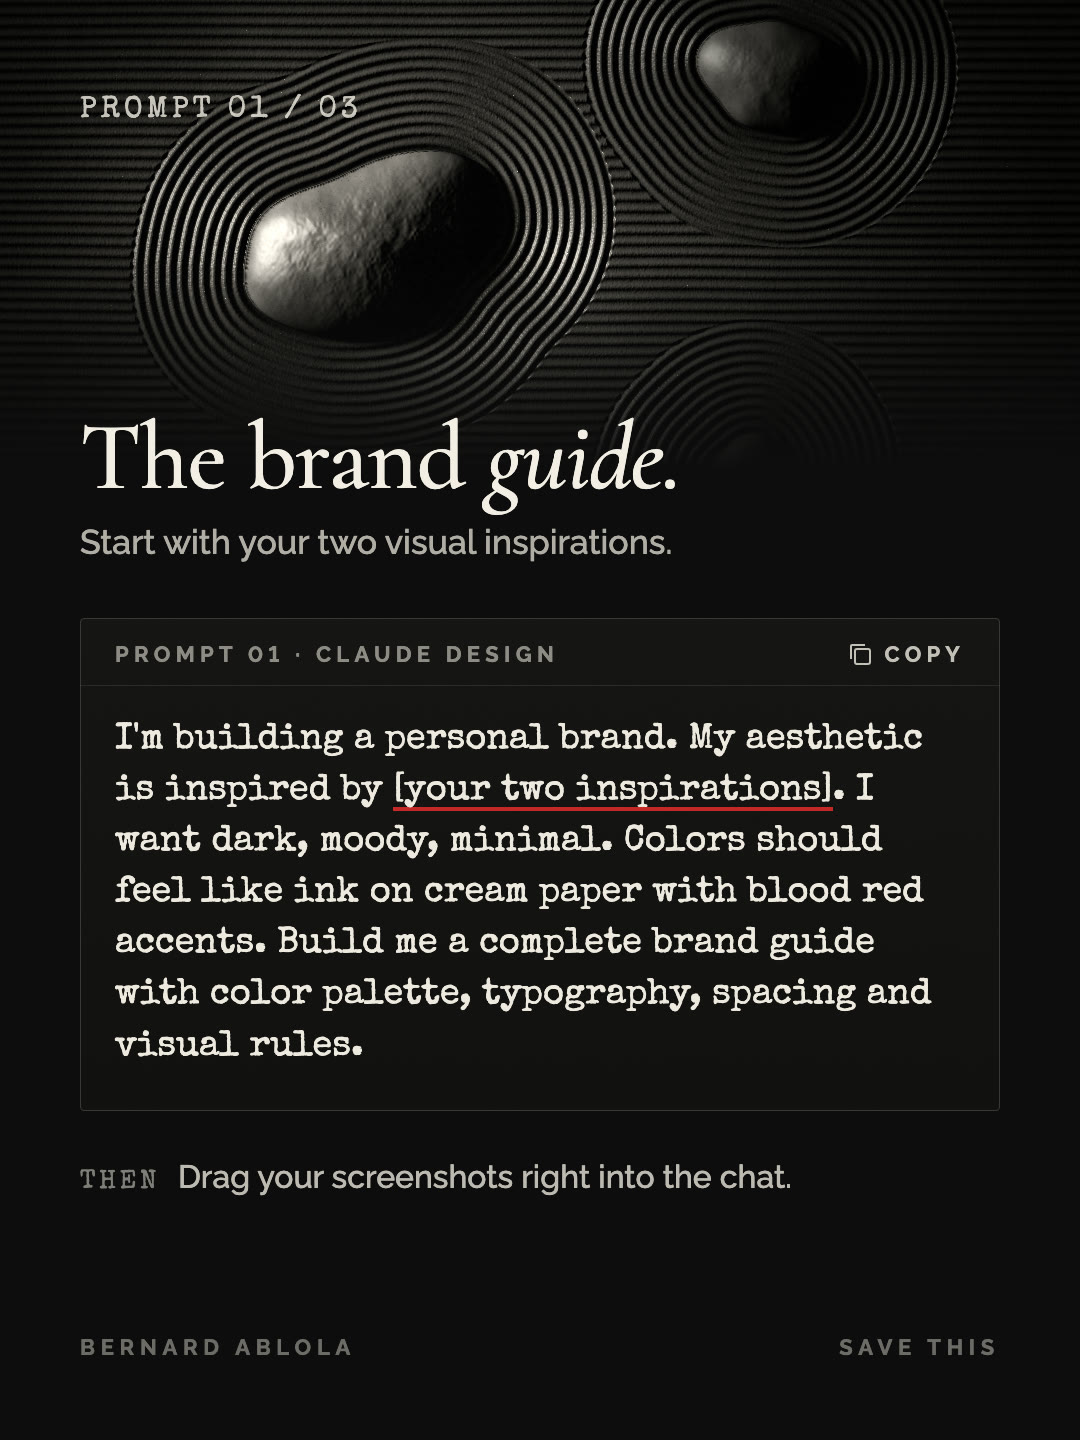 PROMPT 01 / 03
The brand guide.
Start with your two visual inspirations.
PROMPT 01 · CLAUDE DESIGN
COPY
I'm building a personal brand. My aesthetic
is inspired by [your two inspirations]. I
want dark, moody, minimal. Colors should
feel like ink on cream paper with blood red
accents. Build me a complete brand guide
with color palette, typography, spacing and
visual rules.
THEN Drag your screenshots right into the chat.
BERNARD ABLOLA
SAVE THIS